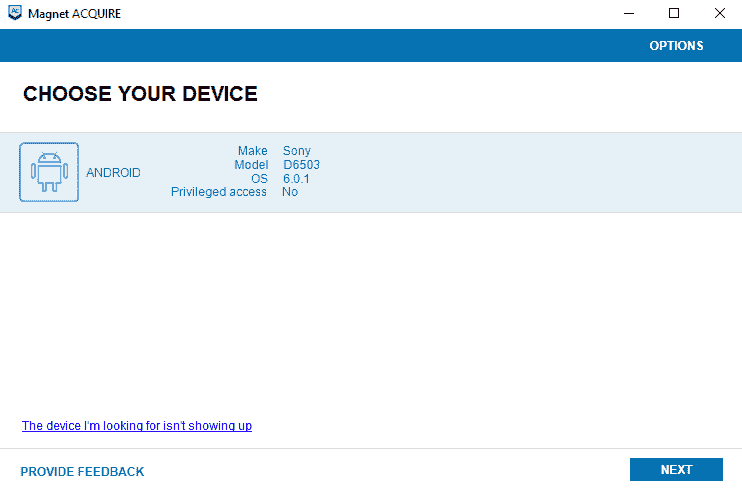 Ac Magnet ACQUIRE
OPTIONS
CHOOSE YOUR DEVICE
ANDROID
Make Sony
Model D6503
OS 6.0.1
Privileged access No
The device I'm looking for isn't showing up
PROVIDE FEEDBACK
NEXT